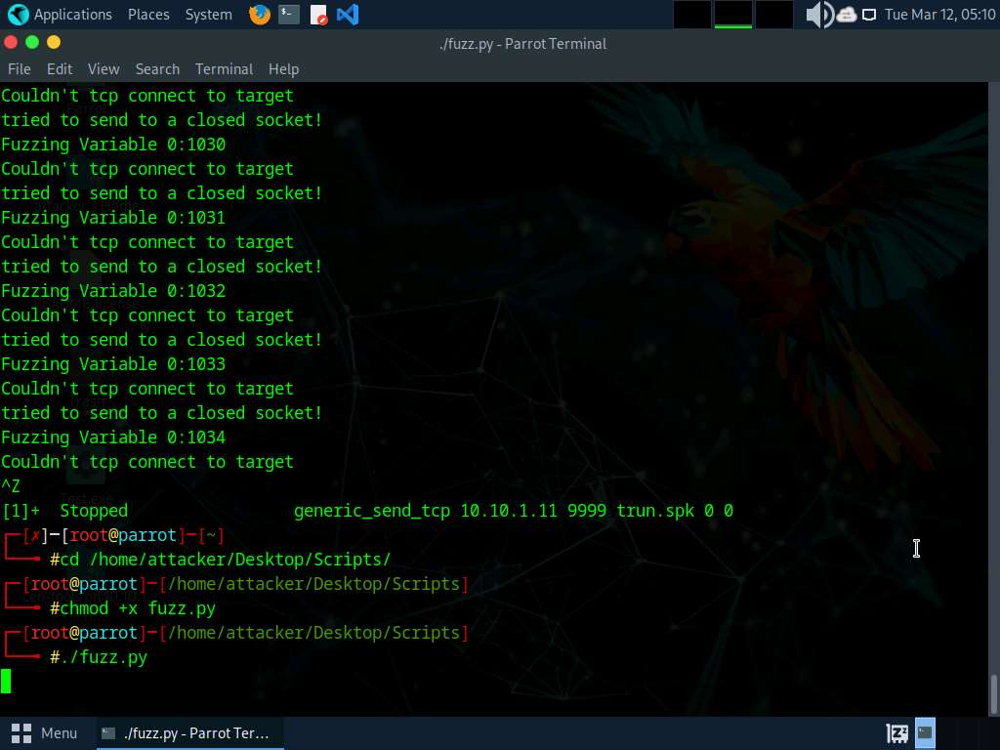 Applications Places System Tue Mar 12, 05:10
./fuzz.py - Parrot Terminal
File Edit View Search Terminal Help
Couldn't tcp connect to target
tried to send to a closed socket!
Fuzzing Variable 0:1030
Couldn't tcp connect to target
tried to send to a closed socket!
Fuzzing Variable 0:1031
Couldn't tcp connect to target
tried to send to a closed socket!
Fuzzing Variable 0:1032
Couldn't tcp connect to target
tried to send to a closed socket!
Fuzzing Variable 0:1033
Couldn't tcp connect to target
tried to send to a closed socket!
Fuzzing Variable 0:1034
Couldn't tcp connect to target
^Z
[1]+  Stopped                 generic_send_tcp 10.10.1.11 9999 trun.spk 0 0
┌─[✗]─[root@parrot]─[~]
└──╼ #cd /home/attacker/Desktop/Scripts/
┌─[root@parrot]─[/home/attacker/Desktop/Scripts]
└──╼ #chmod +x fuzz.py
┌─[root@parrot]─[/home/attacker/Desktop/Scripts]
└──╼ #./fuzz.py
Menu ./fuzz.py - Parrot Ter...